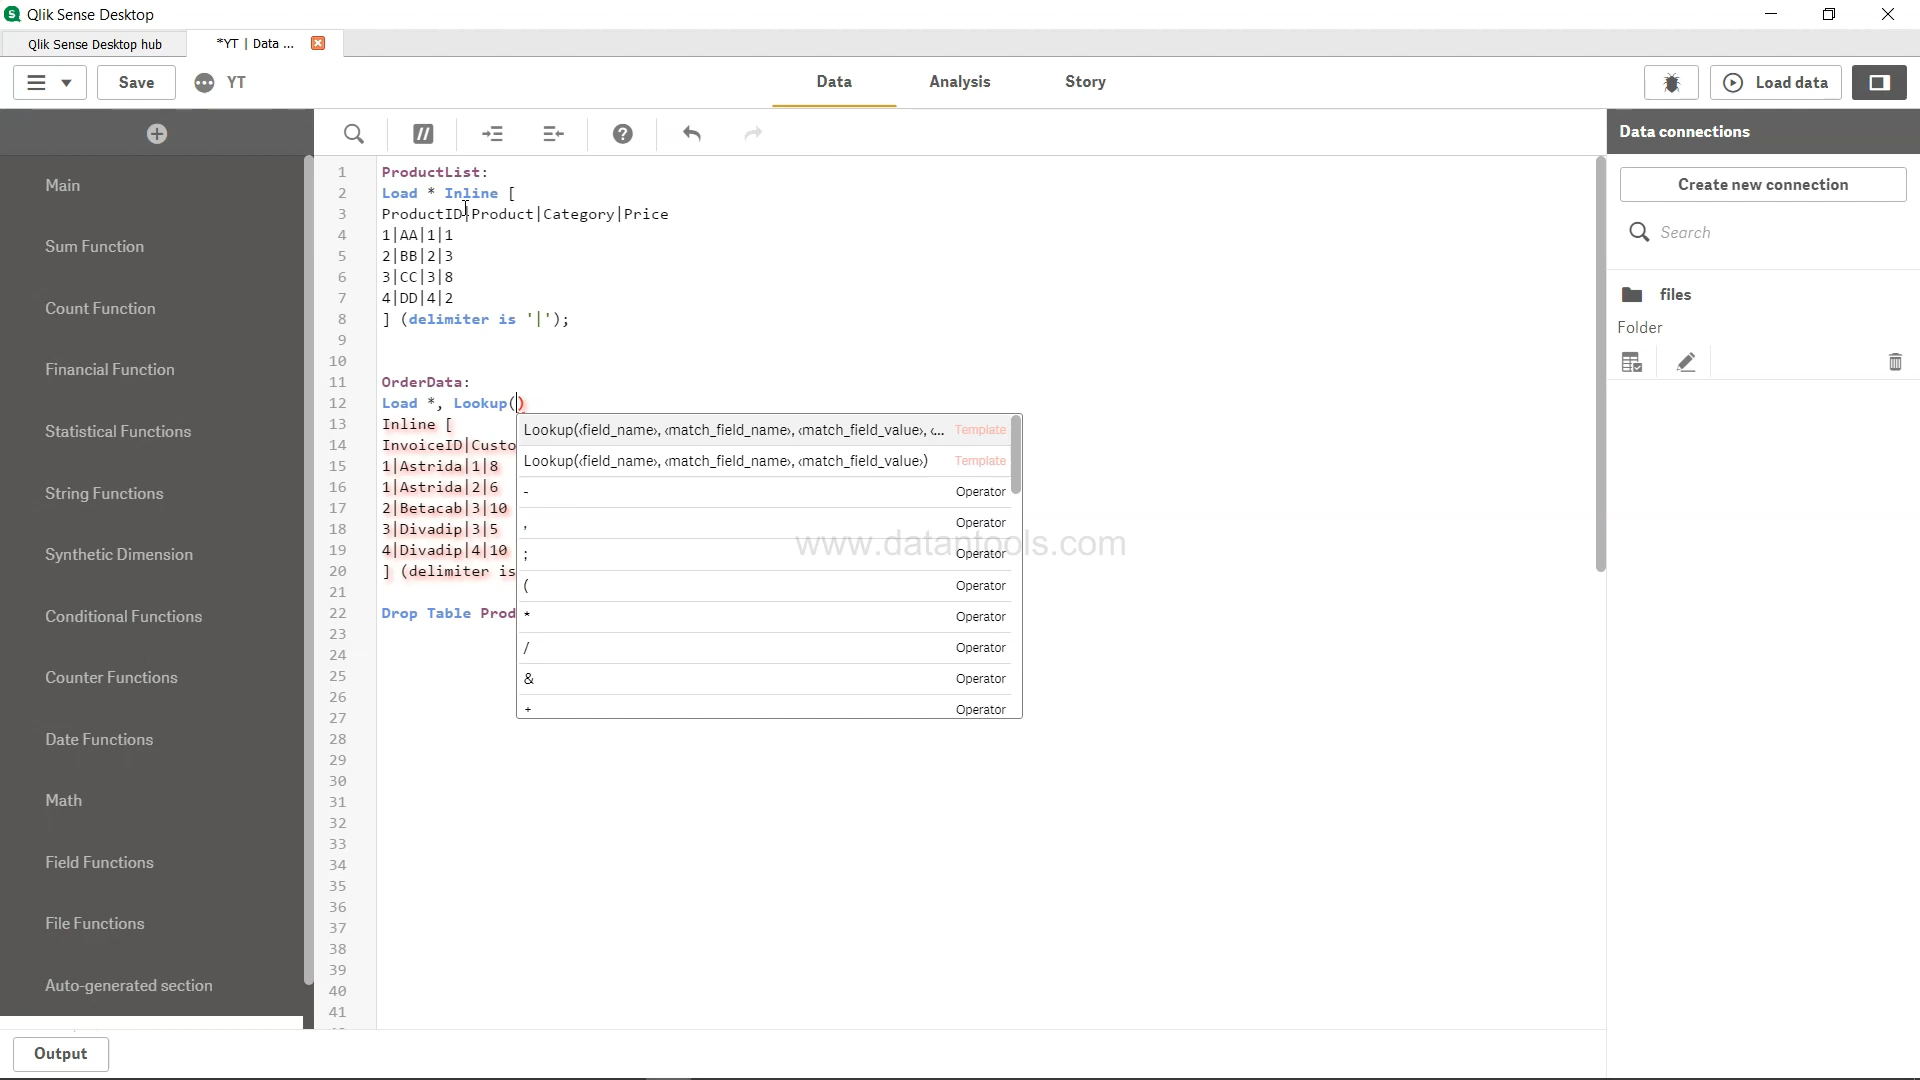 Qlik Sense Desktop
Qlik Sense Desktop hub
*YT | Data ...
Save
YT
Data
Analysis
Story
Load data
Main
Sum Function
Count Function
Financial Function
Statistical Functions
String Functions
Synthetic Dimension
Conditional Functions
Counter Functions
Date Functions
Math
Field Functions
File Functions
Auto-generated section
1 ProductList:
2 Load * Inline [
3 ProductID|Product|Category|Price
4 1|AA|1|1
5 2|BB|2|3
6 3|CC|3|8
7 4|DD|4|2
8 ] (delimiter is '|');
9
10
11 OrderData:
12 Load *, Lookup()
13 Inline [
14 InvoiceID|Custo
15 1|Astrida|1|8
16 1|Astrida|2|6
17 2|Betacab|3|10
18 3|Divadip|3|5
19 4|Divadip|4|10
20 ] (delimiter is
21
22 Drop Table Prod
23
24
25
26
27
28
29
30
31
32
33
34
35
36
37
38
39
40
41
Lookup(‹field_name›, ‹match_field_name›, ‹match_field_value›, ‹... Template
Lookup(‹field_name›, ‹match_field_name›, ‹match_field_value›) Template
- Operator
, Operator
; Operator
( Operator
* Operator
/ Operator
& Operator
+ Operator
www.datantools.com
Data connections
Create new connection
Search
files
Folder
Output